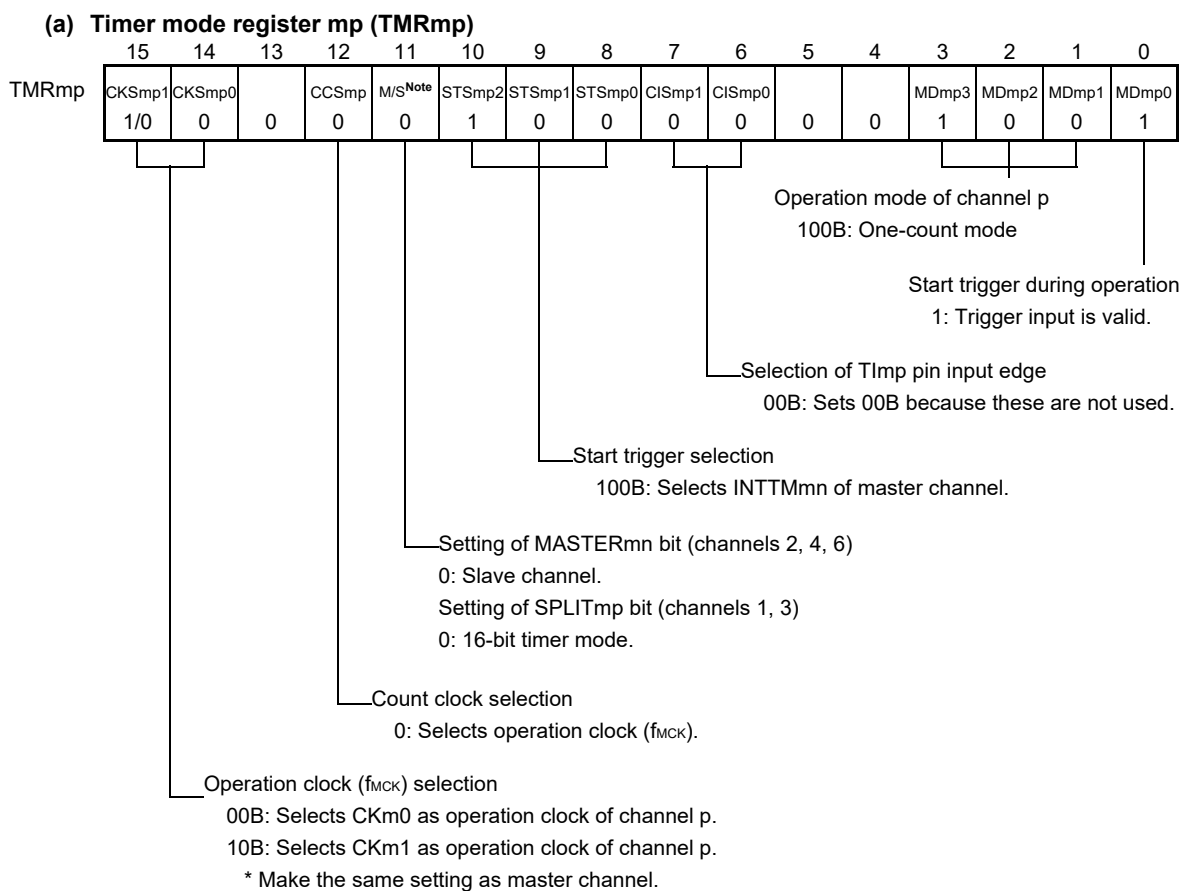 (a) Timer mode register mp (TMRmp)
15 14 13 12 11 10 9 8 7 6 5 4 3 2 1 0
TMRmp CKSmp1 CKSmp0 CCSmp M/SNote STSmp2 STSmp1 STSmp0 CISmp1 CISmp0 MDmp3 MDmp2 MDmp1 MDmp0
1/0 0 0 0 0 1 0 0 0 0 0 0 1 0 0 1
Operation mode of channel p
100B: One-count mode
Start trigger during operation
1: Trigger input is valid.
Selection of TImp pin input edge
00B: Sets 00B because these are not used.
Start trigger selection
100B: Selects INTTMmn of master channel.
Setting of MASTERmn bit (channels 2, 4, 6)
0: Slave channel.
Setting of SPLITmp bit (channels 1, 3)
0: 16-bit timer mode.
Count clock selection
0: Selects operation clock (fMCK).
Operation clock (fMCK) selection
00B: Selects CKm0 as operation clock of channel p.
10B: Selects CKm1 as operation clock of channel p.
* Make the same setting as master channel.